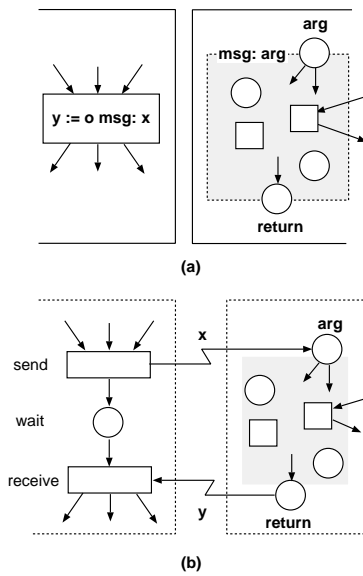 arg
msg: arg
y := o msg: x
return
(a)
x
arg
send
wait
receive
y
return
(b)